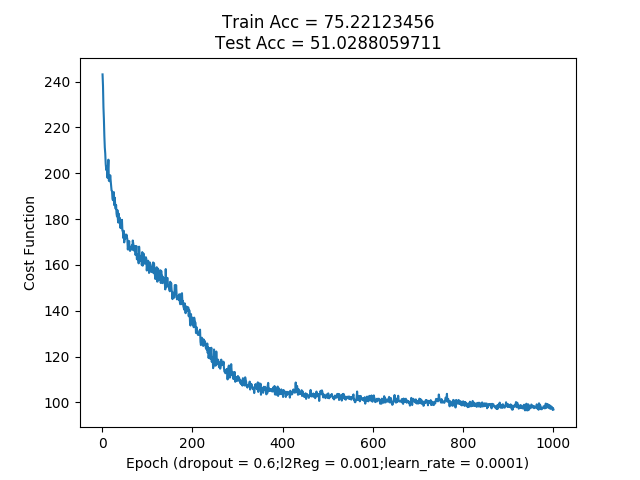 Train Acc = 75.22123456
Test Acc = 51.0288059711
240
220
200
180
160
140
120
100
Cost Function
0 200 400 600 800 1000
Epoch (dropout = 0.6;l2Reg = 0.001;learn_rate = 0.0001)